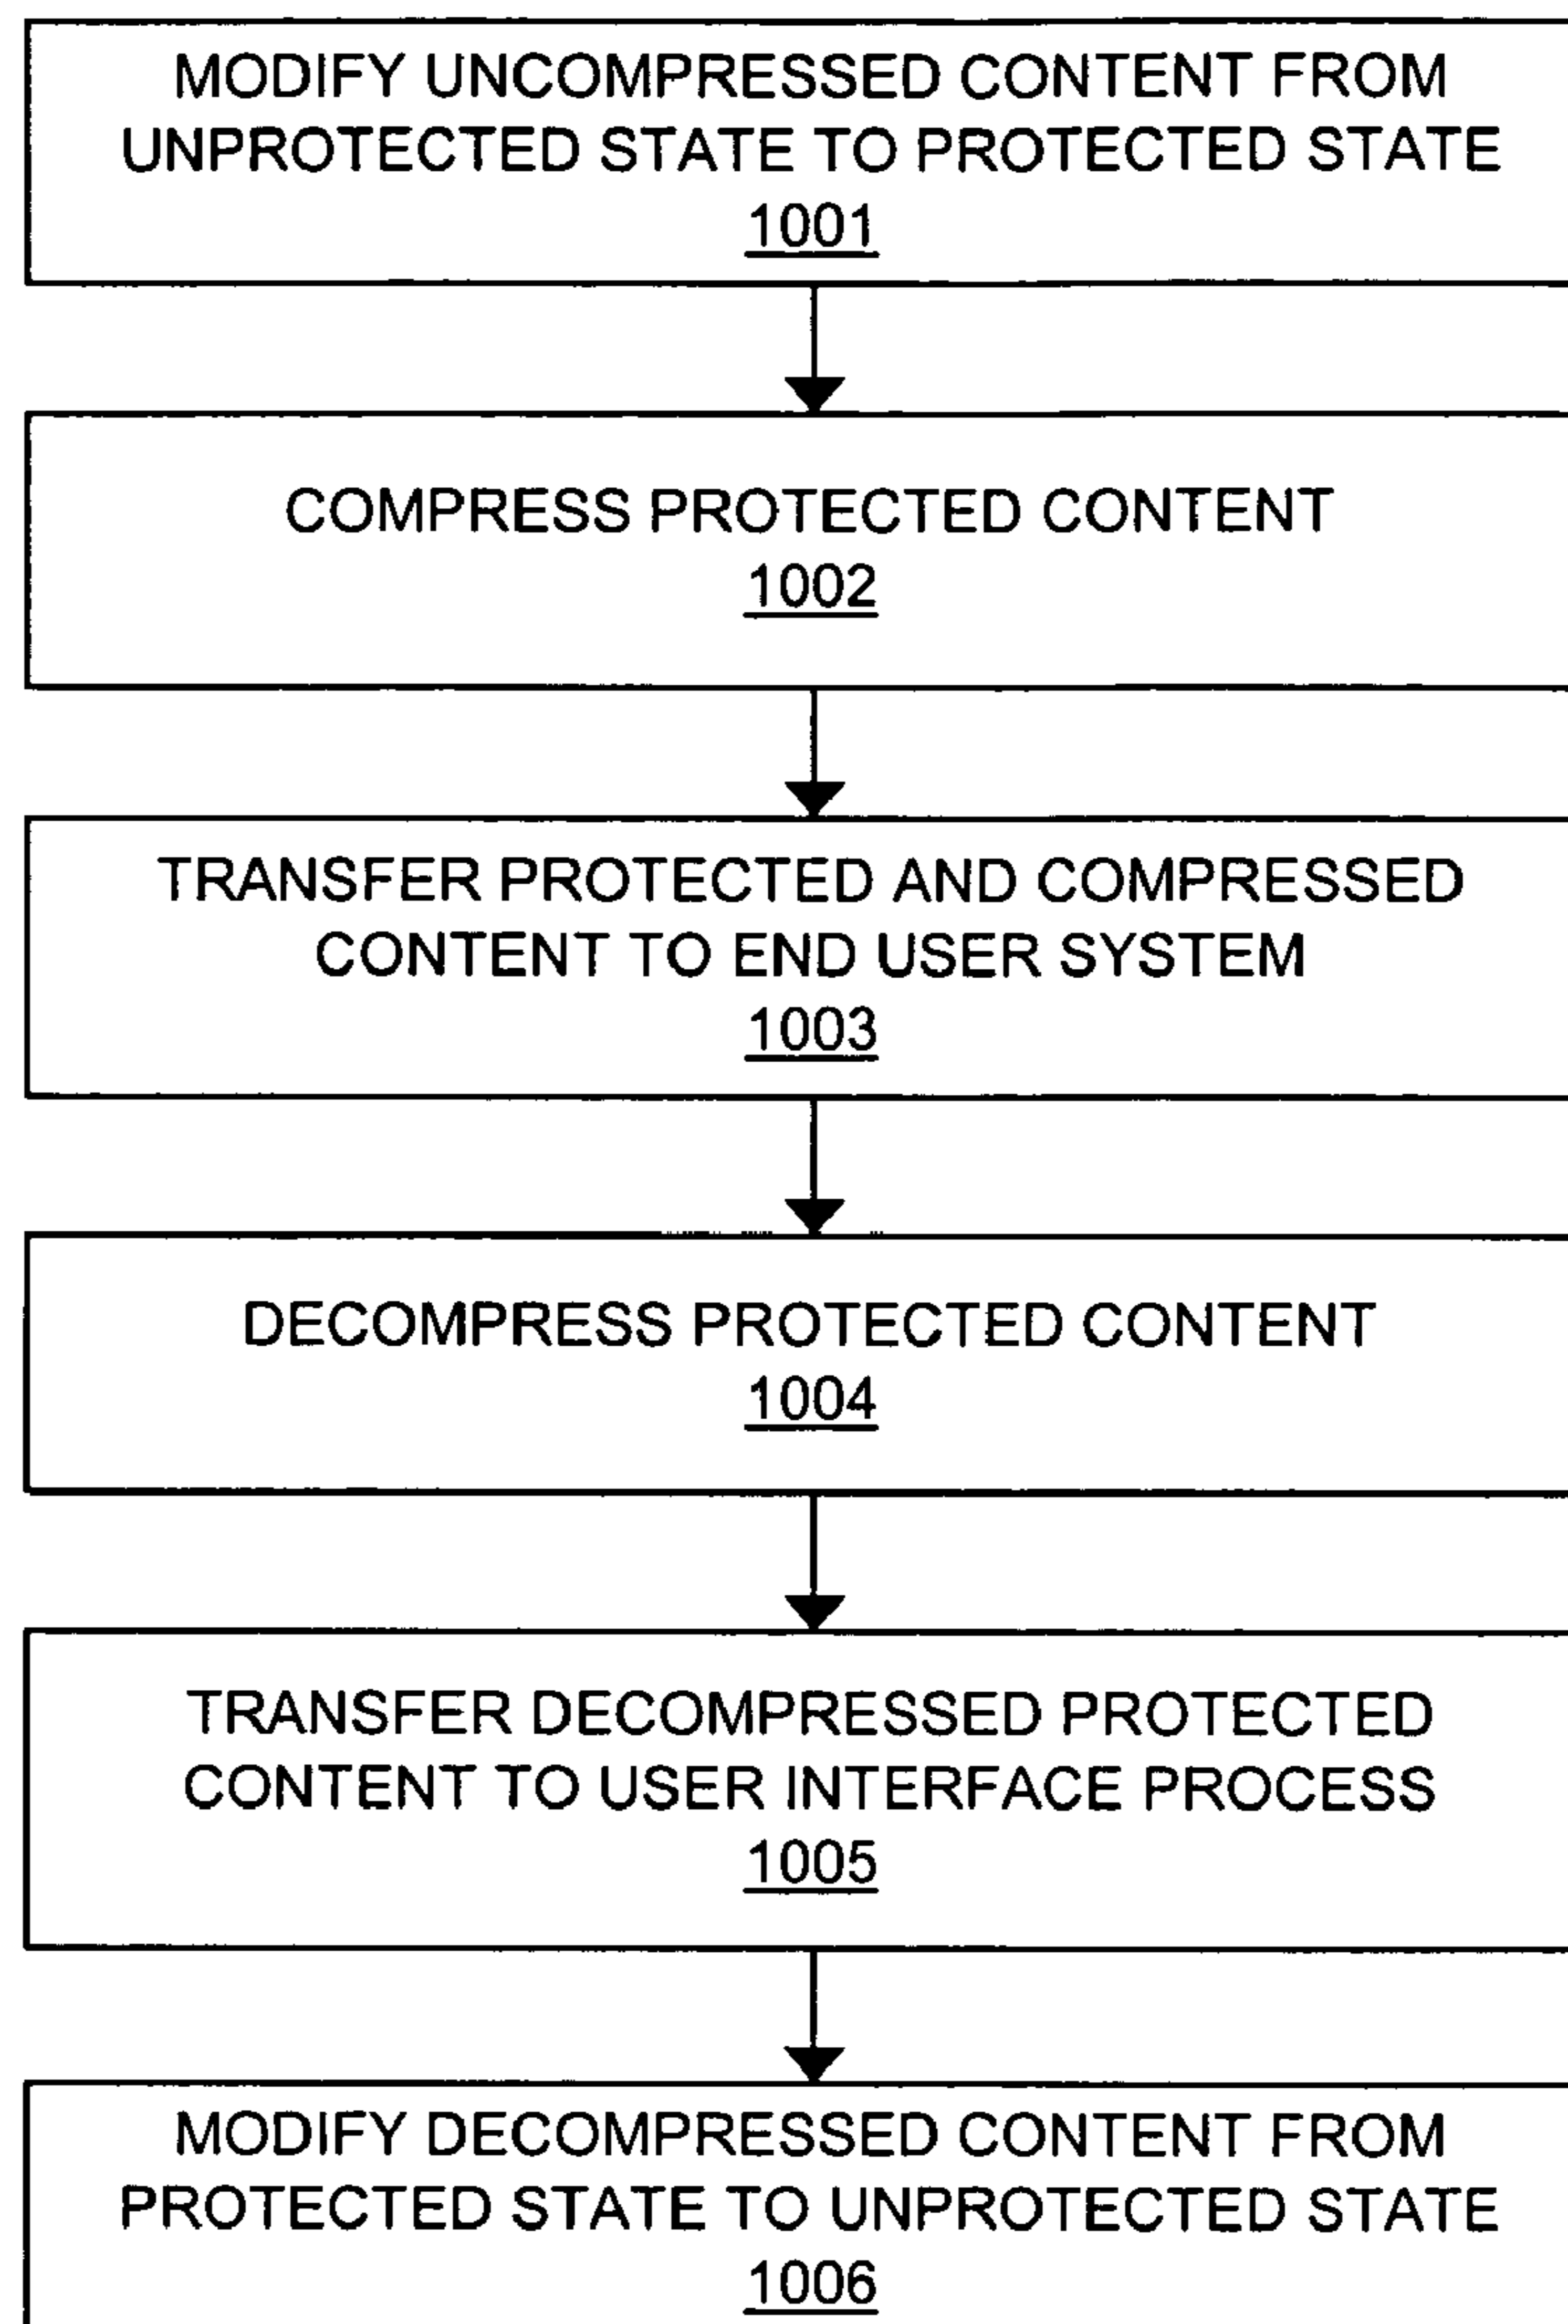 MODIFY UNCOMPRESSED CONTENT FROM
UNPROTECTED STATE TO PROTECTED STATE
1001
COMPRESS PROTECTED CONTENT
1002
TRANSFER PROTECTED AND COMPRESSED
CONTENT TO END USER SYSTEM
1003
DECOMPRESS PROTECTED CONTENT
1004
TRANSFER DECOMPRESSED PROTECTED
CONTENT TO USER INTERFACE PROCESS
1005
MODIFY DECOMPRESSED CONTENT FROM
PROTECTED STATE TO UNPROTECTED STATE
1006